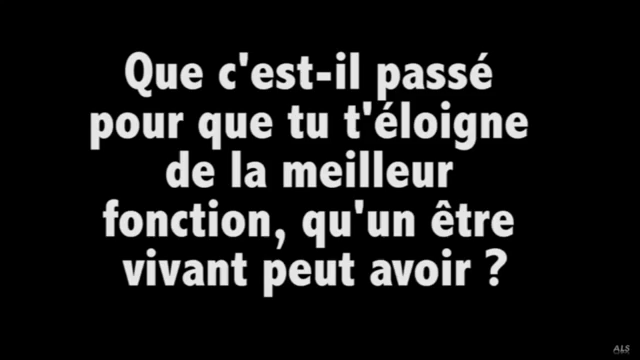 Que c'est-il passé
pour que tu t'éloigne
de la meilleur
fonction, qu'un être
vivant peut avoir ?
ALS